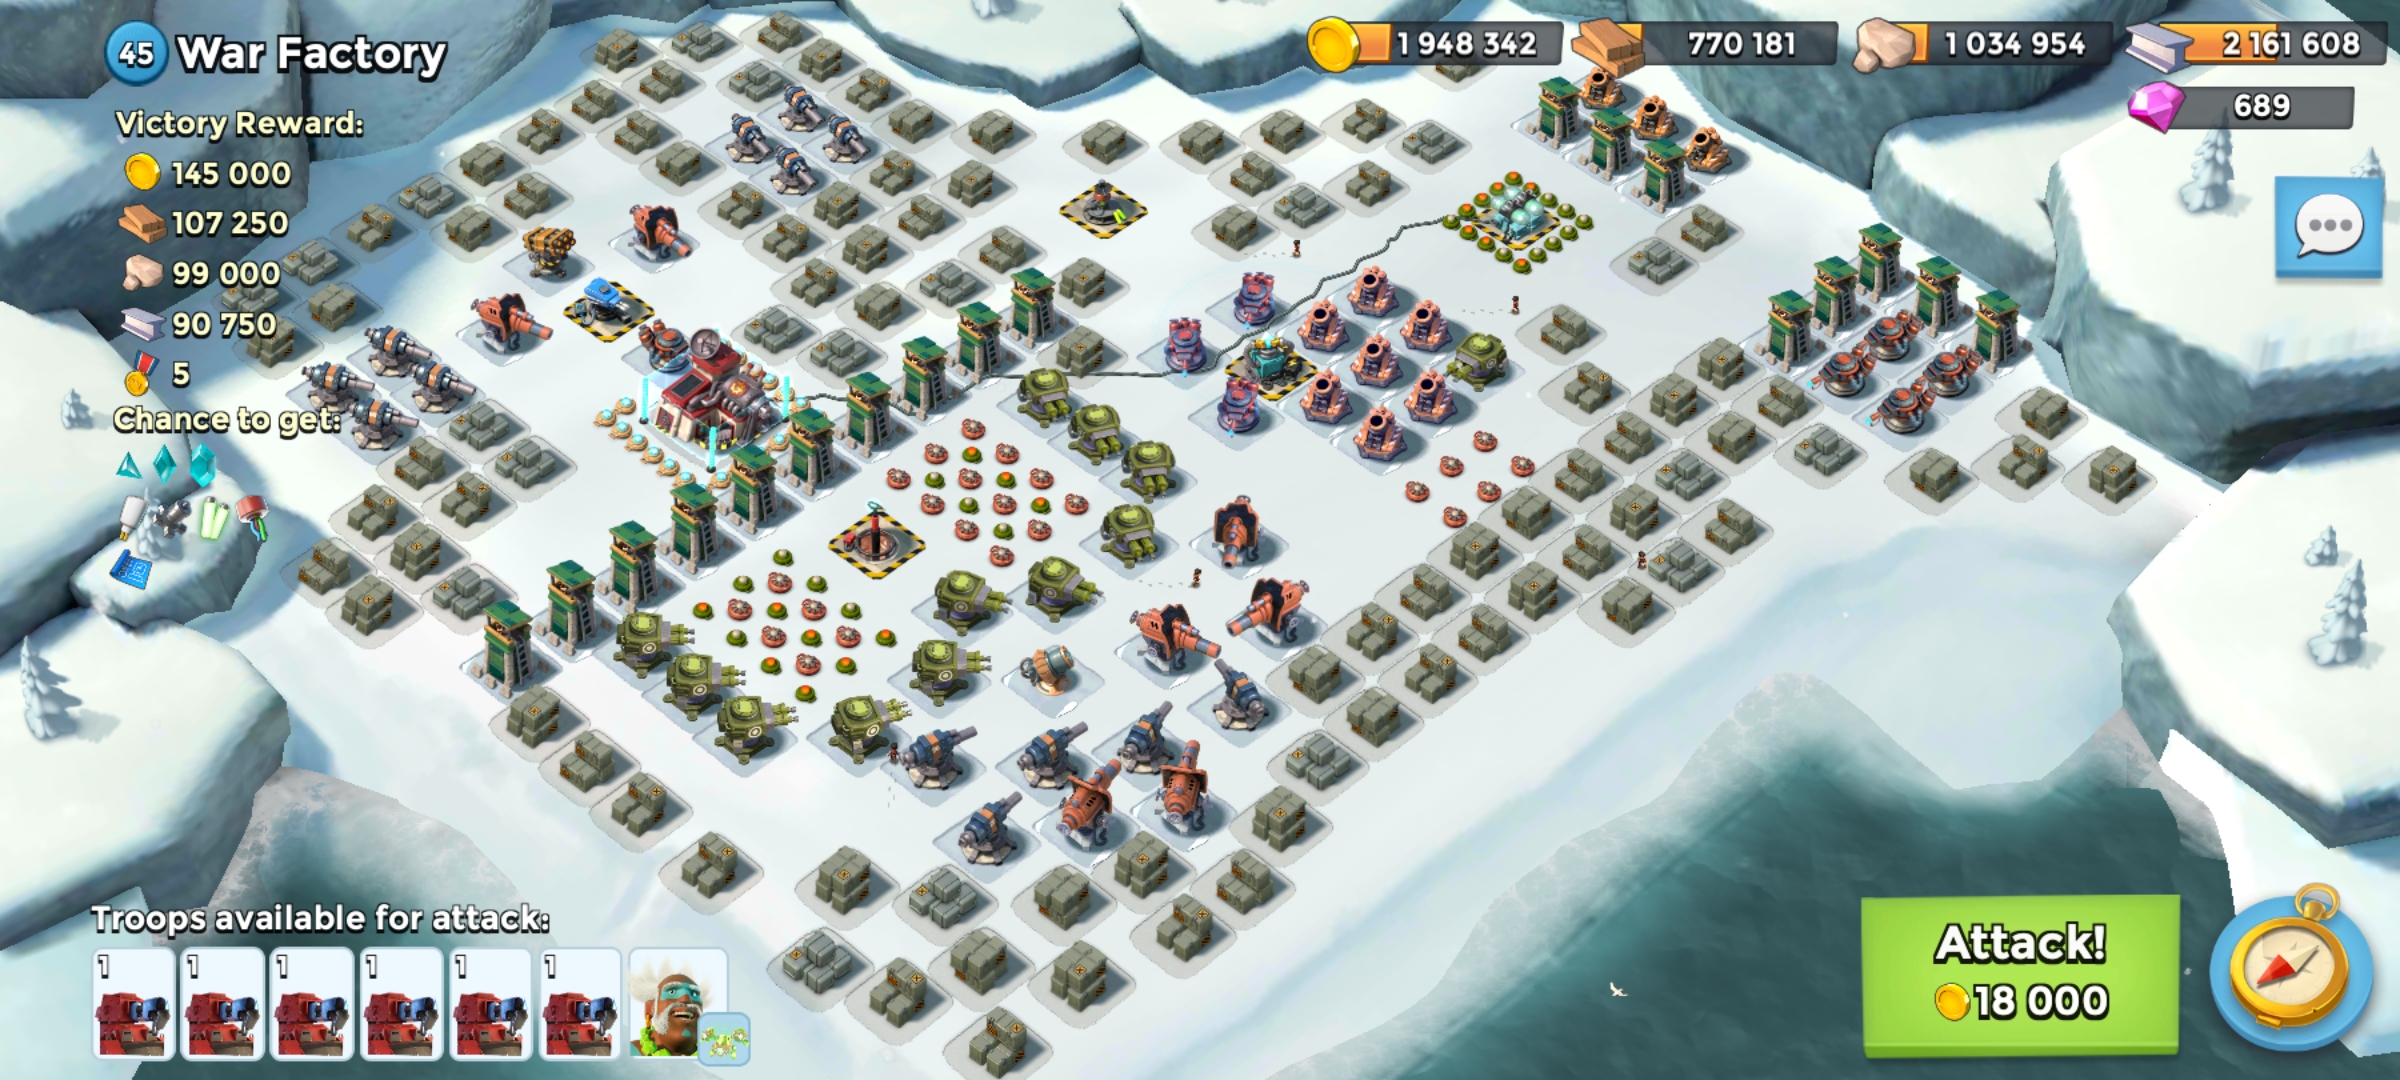 45 War Factory
1 948 342
770 181
1 034 954
2 161 608
689
Victory Reward:
145 000
107 250
99 000
90 750
5
Chance to get:
Troops available for attack:
1 1 1 1 1 1
Attack!
18 000